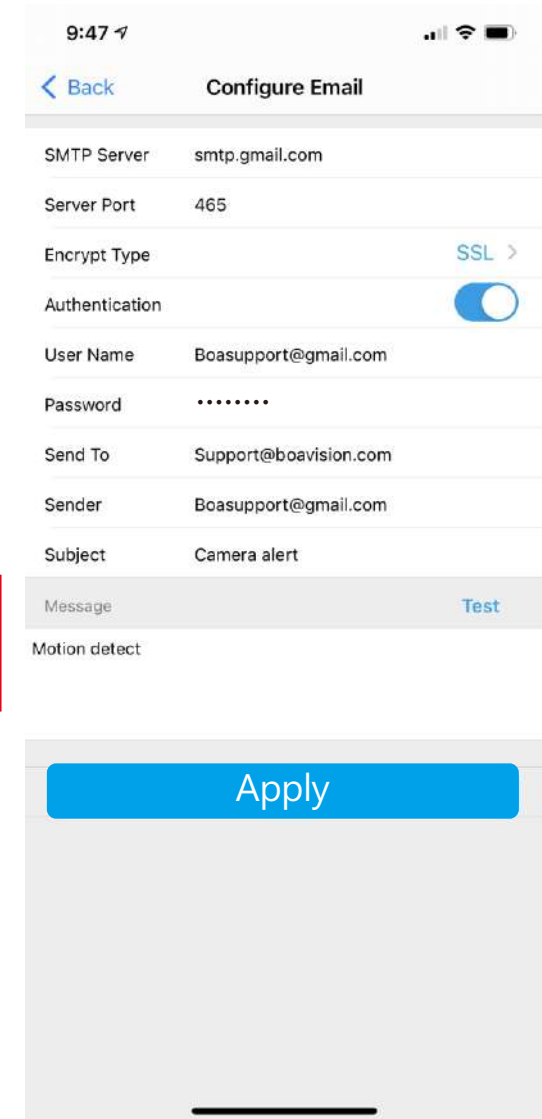 9:47
Back Configure Email
SMTP Server smtp.gmail.com
Server Port 465
Encrypt Type SSL
Authentication
User Name Boasupport@gmail.com
Password ••••••••
Send To Support@boavision.com
Sender Boasupport@gmail.com
Subject Camera alert
Message Test
Motion detect
Apply